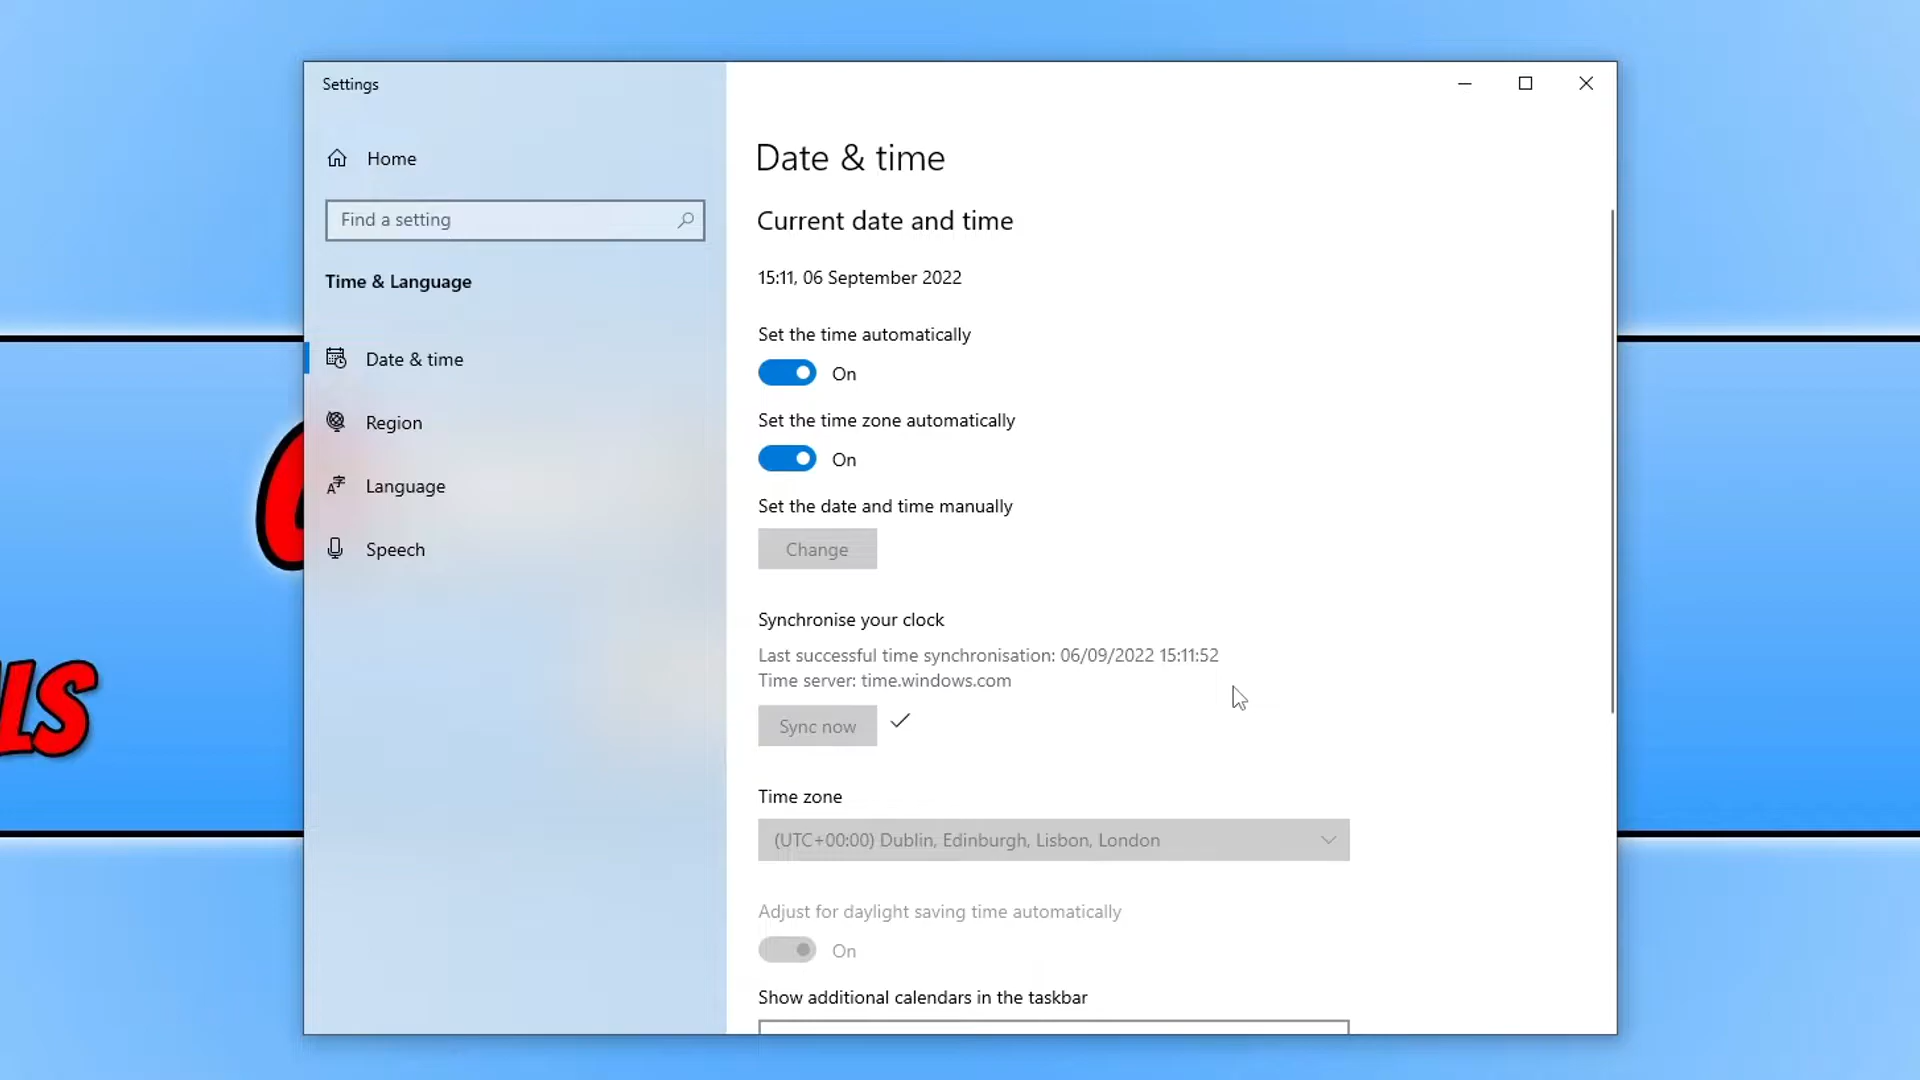 Settings
Home
Find a setting
Time & Language
Date & time
Region
Language
Speech
Date & time
Current date and time
15:11, 06 September 2022
Set the time automatically
On
Set the time zone automatically
On
Set the date and time manually
Change
Synchronise your clock
Last successful time synchronisation: 06/09/2022 15:11:52
Time server: time.windows.com
Sync now
Time zone
(UTC+00:00) Dublin, Edinburgh, Lisbon, London
Adjust for daylight saving time automatically
On
Show additional calendars in the taskbar